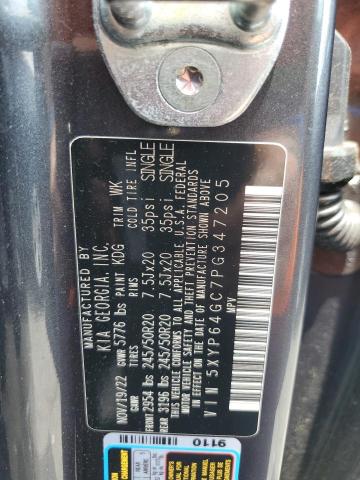 MANUFACTURED BY
KIA GEORGIA, INC.
NOV/19/22 PAINT KDG TRIM WK
GVWR 5776 lbs COLD TIRE INFL
FRONT 2954 lbs 245/50R20 7.5Jx20 35psi SINGLE
REAR 3196 lbs 245/50R20 7.5Jx20 35psi SINGLE
THIS VEHICLE CONFORMS TO ALL APPLICABLE U.S.A. FEDERAL
MOTOR VEHICLE SAFETY AND THEFT PREVENTION STANDARDS
IN EFFECT ON THE DATE OF MANUFACTURE SHOWN ABOVE
VIN: 5XYP64GC7PG347205
MPV
9110